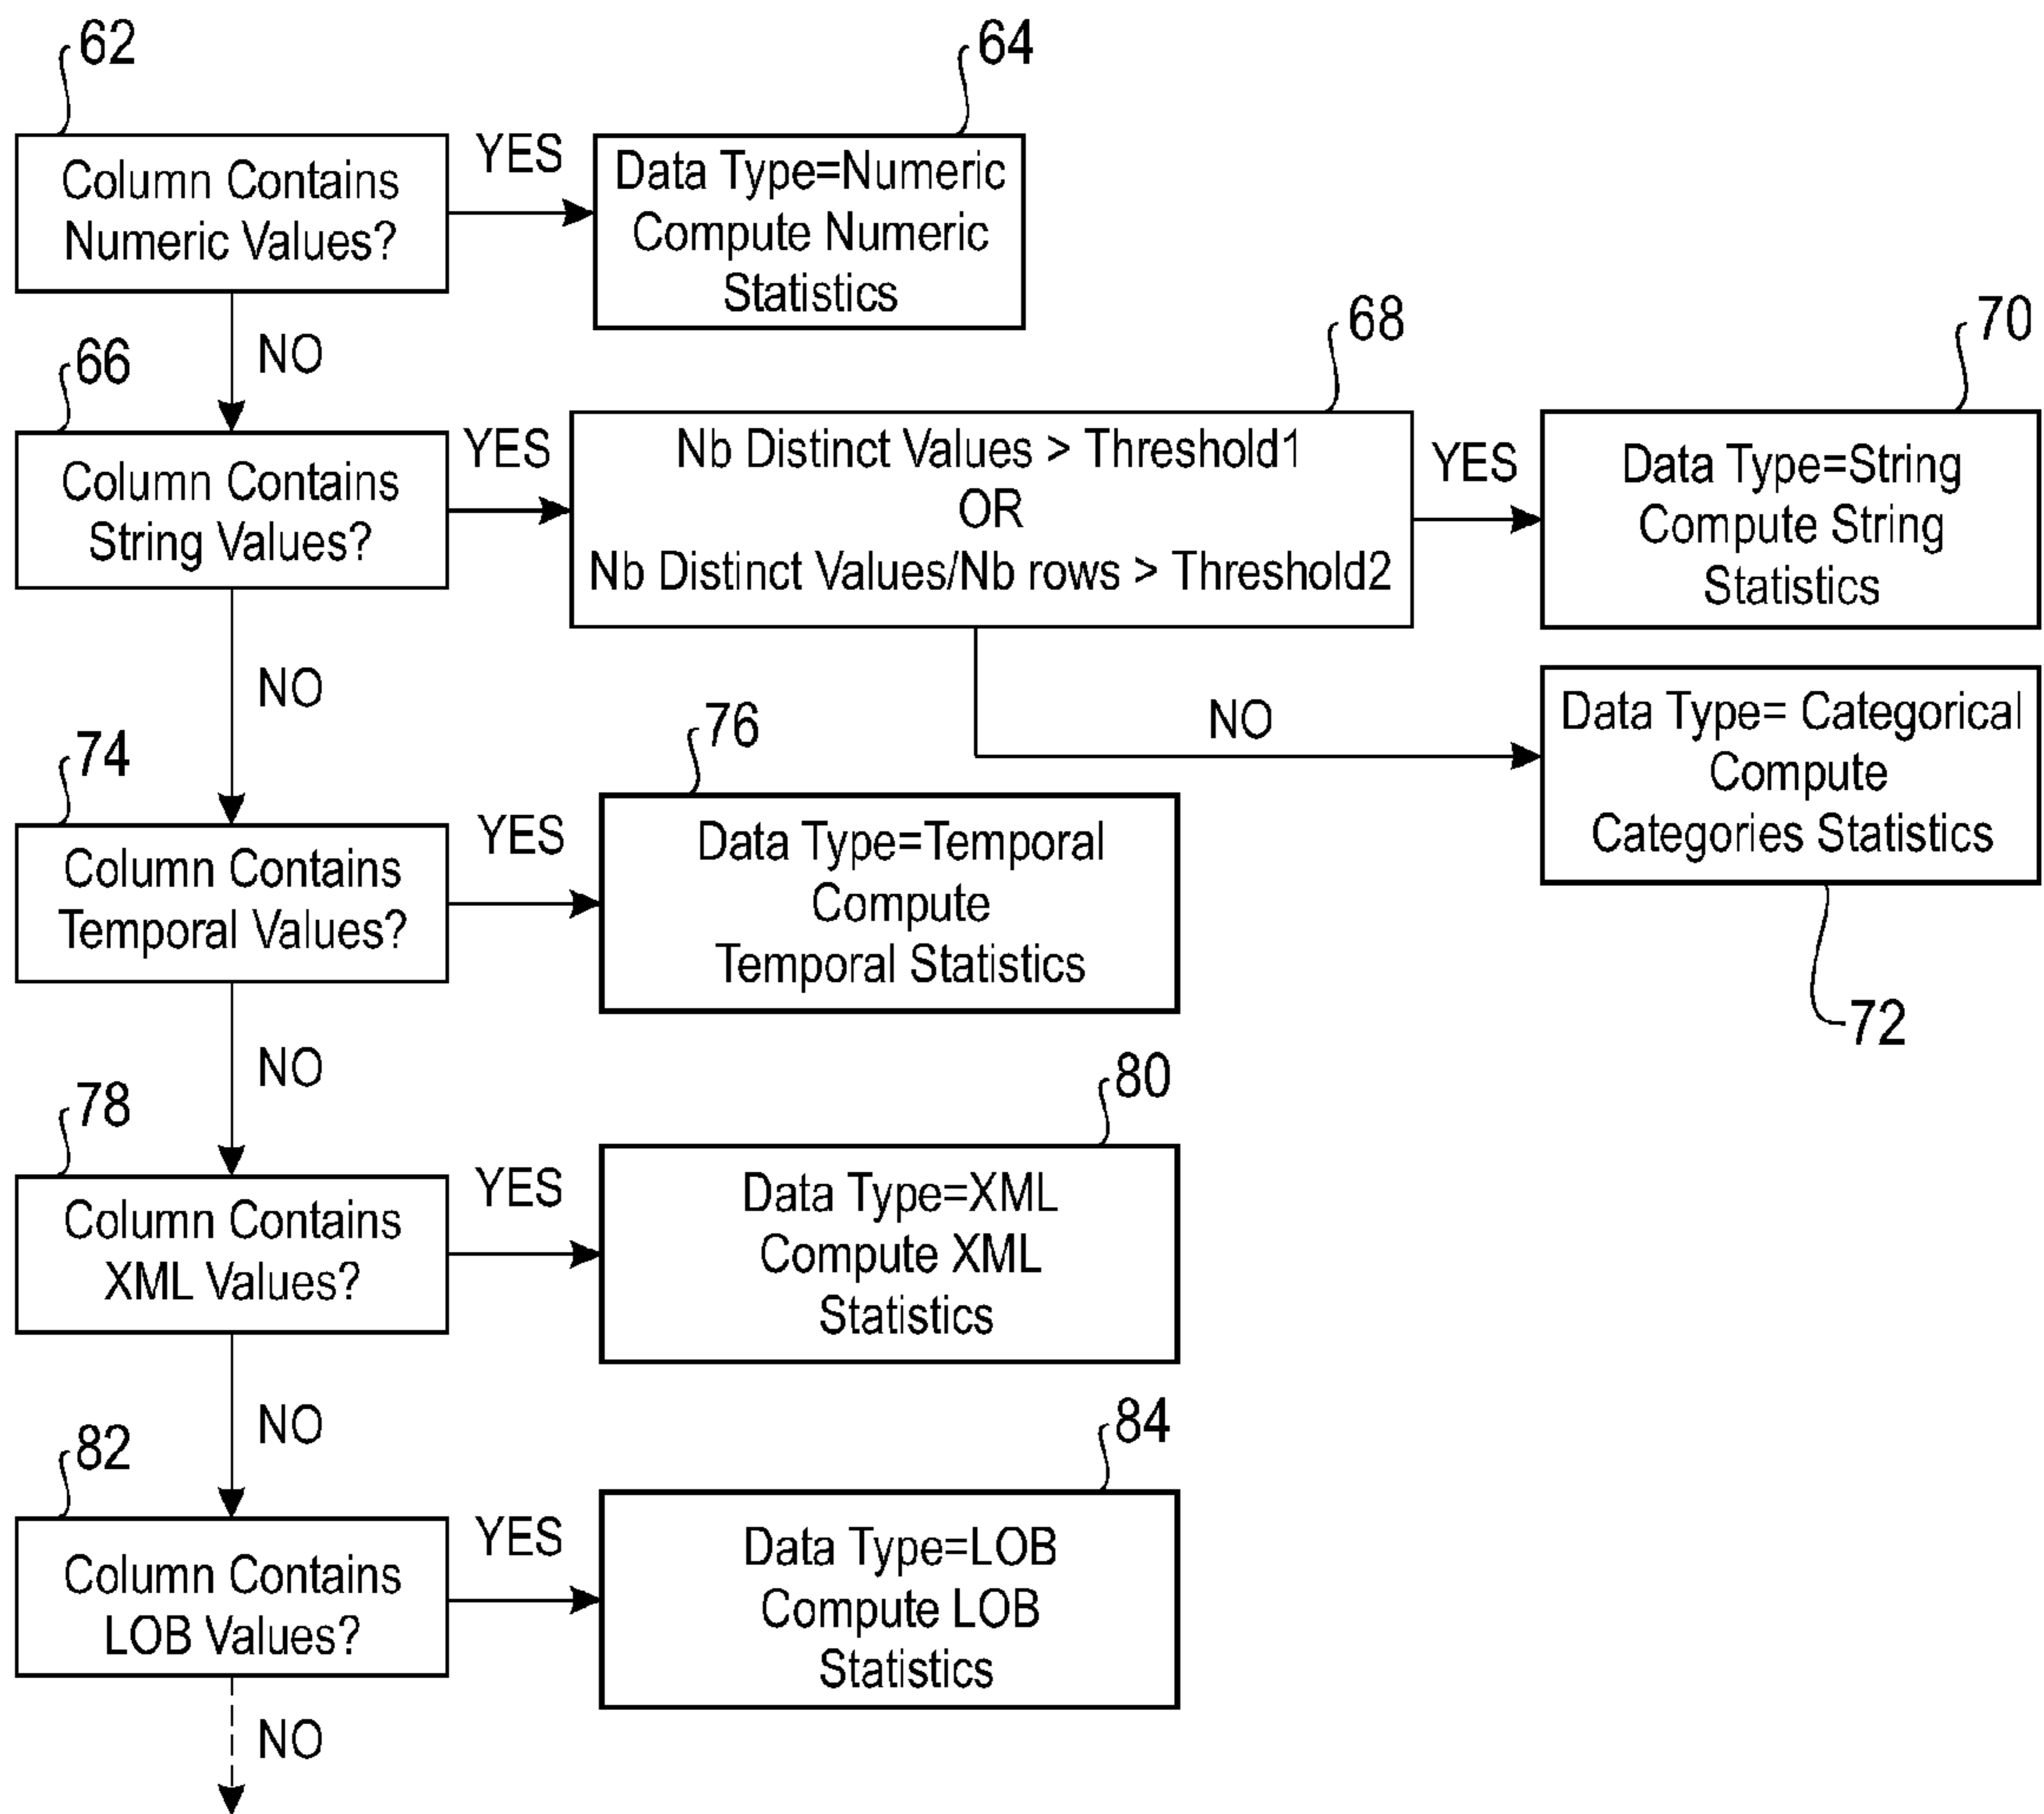 62
64
Column Contains
Numeric Values?
YES
Data Type=Numeric
Compute Numeric
Statistics
NO
66
68
70
Column Contains
String Values?
YES
Nb Distinct Values > Threshold1
OR
Nb Distinct Values/Nb rows > Threshold2
YES
Data Type=String
Compute String
Statistics
NO
NO
Data Type= Categorical
Compute
Categories Statistics
72
74
76
Column Contains
Temporal Values?
YES
Data Type=Temporal
Compute
Temporal Statistics
NO
78
80
Column Contains
XML Values?
YES
Data Type=XML
Compute XML
Statistics
NO
82
84
Column Contains
LOB Values?
YES
Data Type=LOB
Compute LOB
Statistics
NO